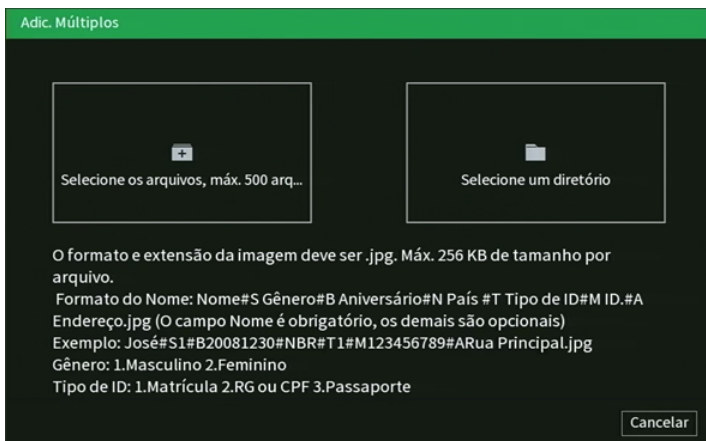 Adic. Múltiplos
Selecione os arquivos, máx. 500 arq...
Selecione um diretório
O formato e extensão da imagem deve ser .jpg. Máx. 256 KB de tamanho por
arquivo.
Formato do Nome: Nome#S Gênero#B Aniversário#N País #T Tipo de ID#M ID.#A
Endereço.jpg (O campo Nome é obrigatório, os demais são opcionais)
Exemplo: José#S1#B20081230#NBR#T1#M123456789#ARua Principal.jpg
Gênero: 1.Masculino 2.Feminino
Tipo de ID: 1.Matrícula 2.RG ou CPF 3.Passaporte
Cancelar